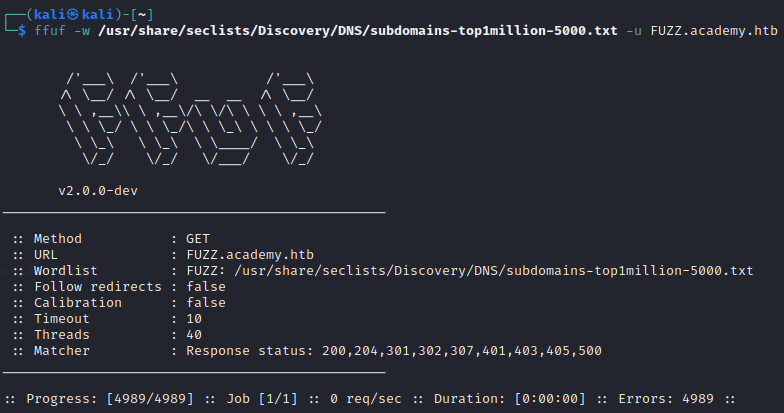 ┌──(kali㉿kali)-[~]
└─$ ffuf -w /usr/share/seclists/Discovery/DNS/subdomains-top1million-5000.txt -u FUZZ.academy.htb
v2.0.0-dev
:: Method : GET
:: URL : FUZZ.academy.htb
:: Wordlist : FUZZ: /usr/share/seclists/Discovery/DNS/subdomains-top1million-5000.txt
:: Follow redirects : false
:: Calibration : false
:: Timeout : 10
:: Threads : 40
:: Matcher : Response status: 200,204,301,302,307,401,403,405,500
:: Progress: [4989/4989] :: Job [1/1] :: 0 req/sec :: Duration: [0:00:00] :: Errors: 4989 ::